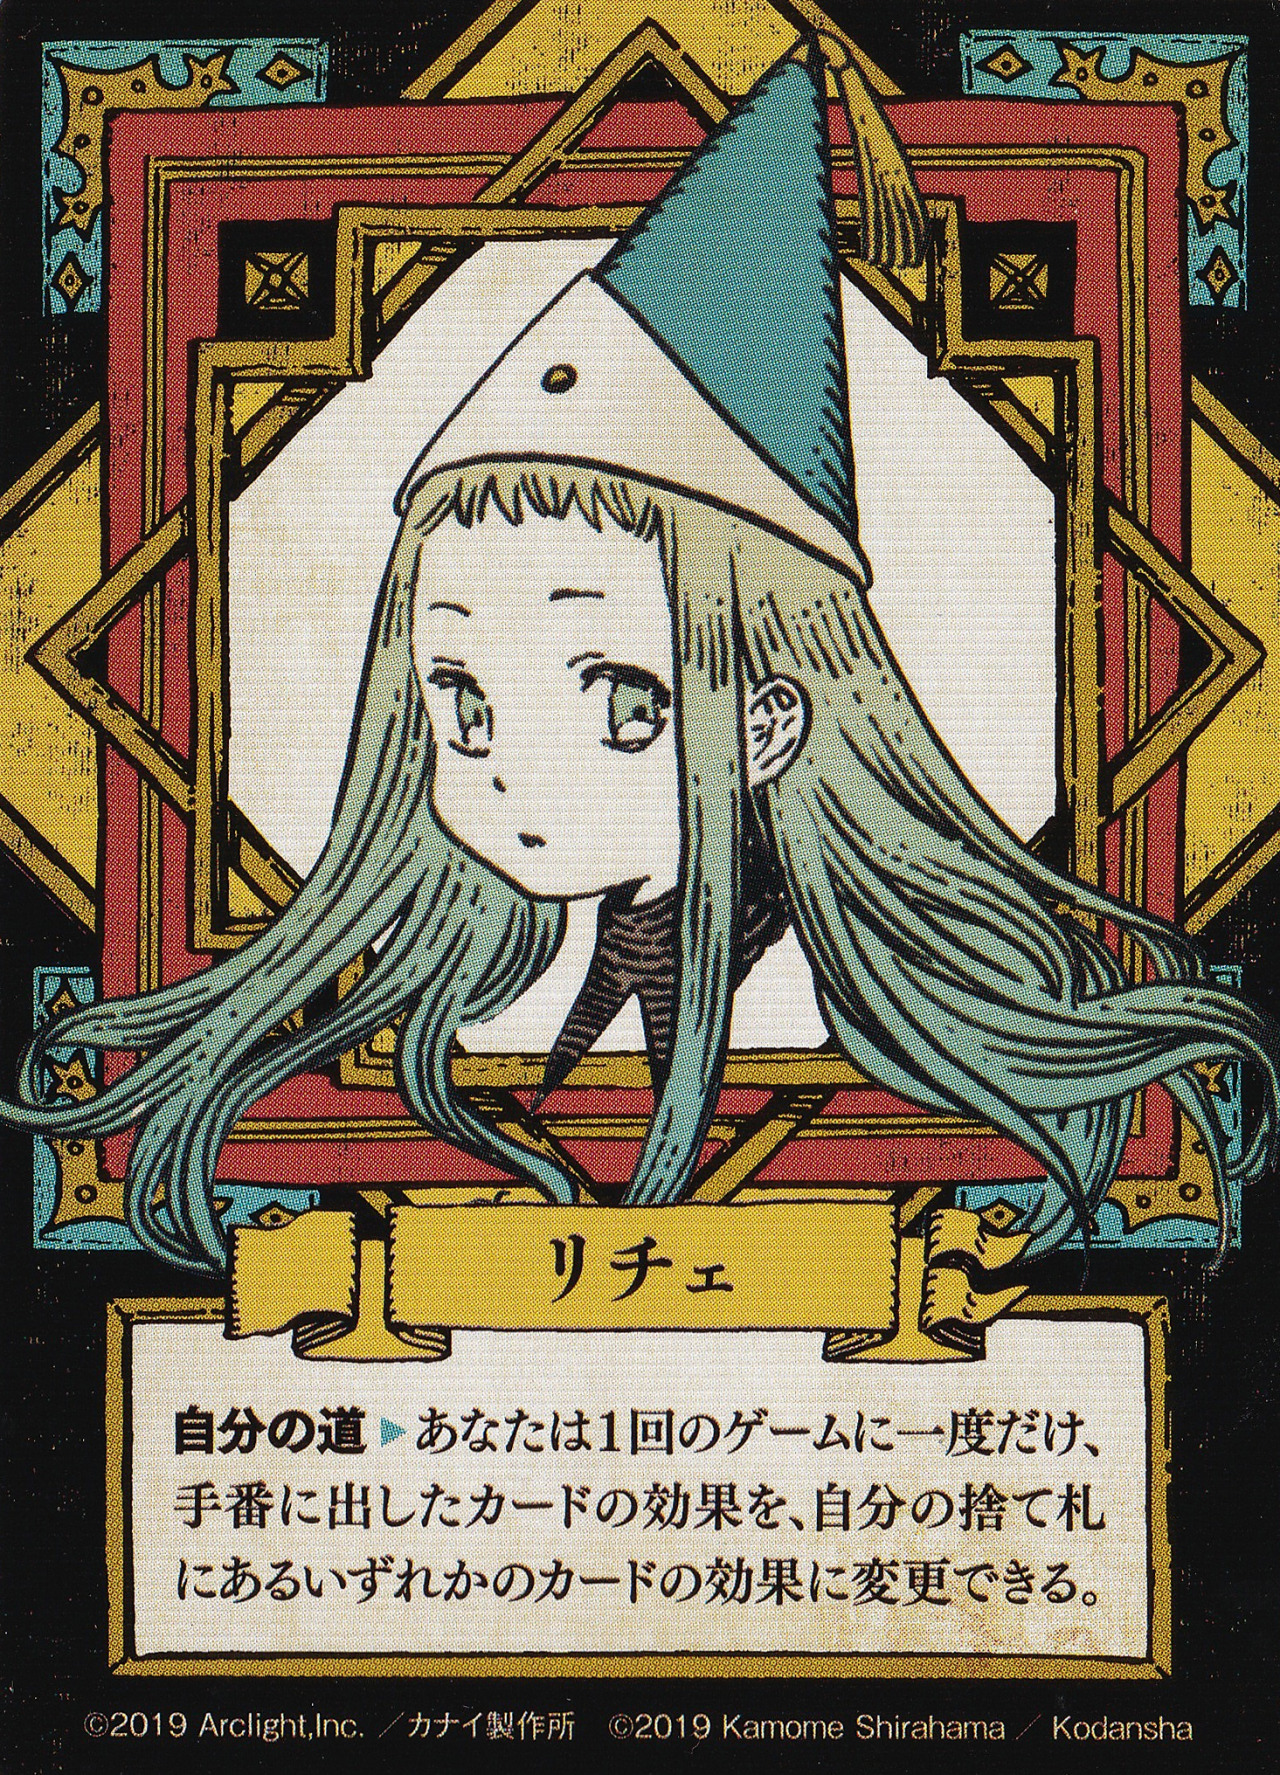 リチェ
自分の道▶あなたは1回のゲームに一度だけ、
手番に出したカードの効果を、自分の捨て札
にあるいずれかのカードの効果に変更できる。
©2019 Arclight,Inc. ／カナイ製作所　©2019 Kamome Shirahama ／ Kodansha